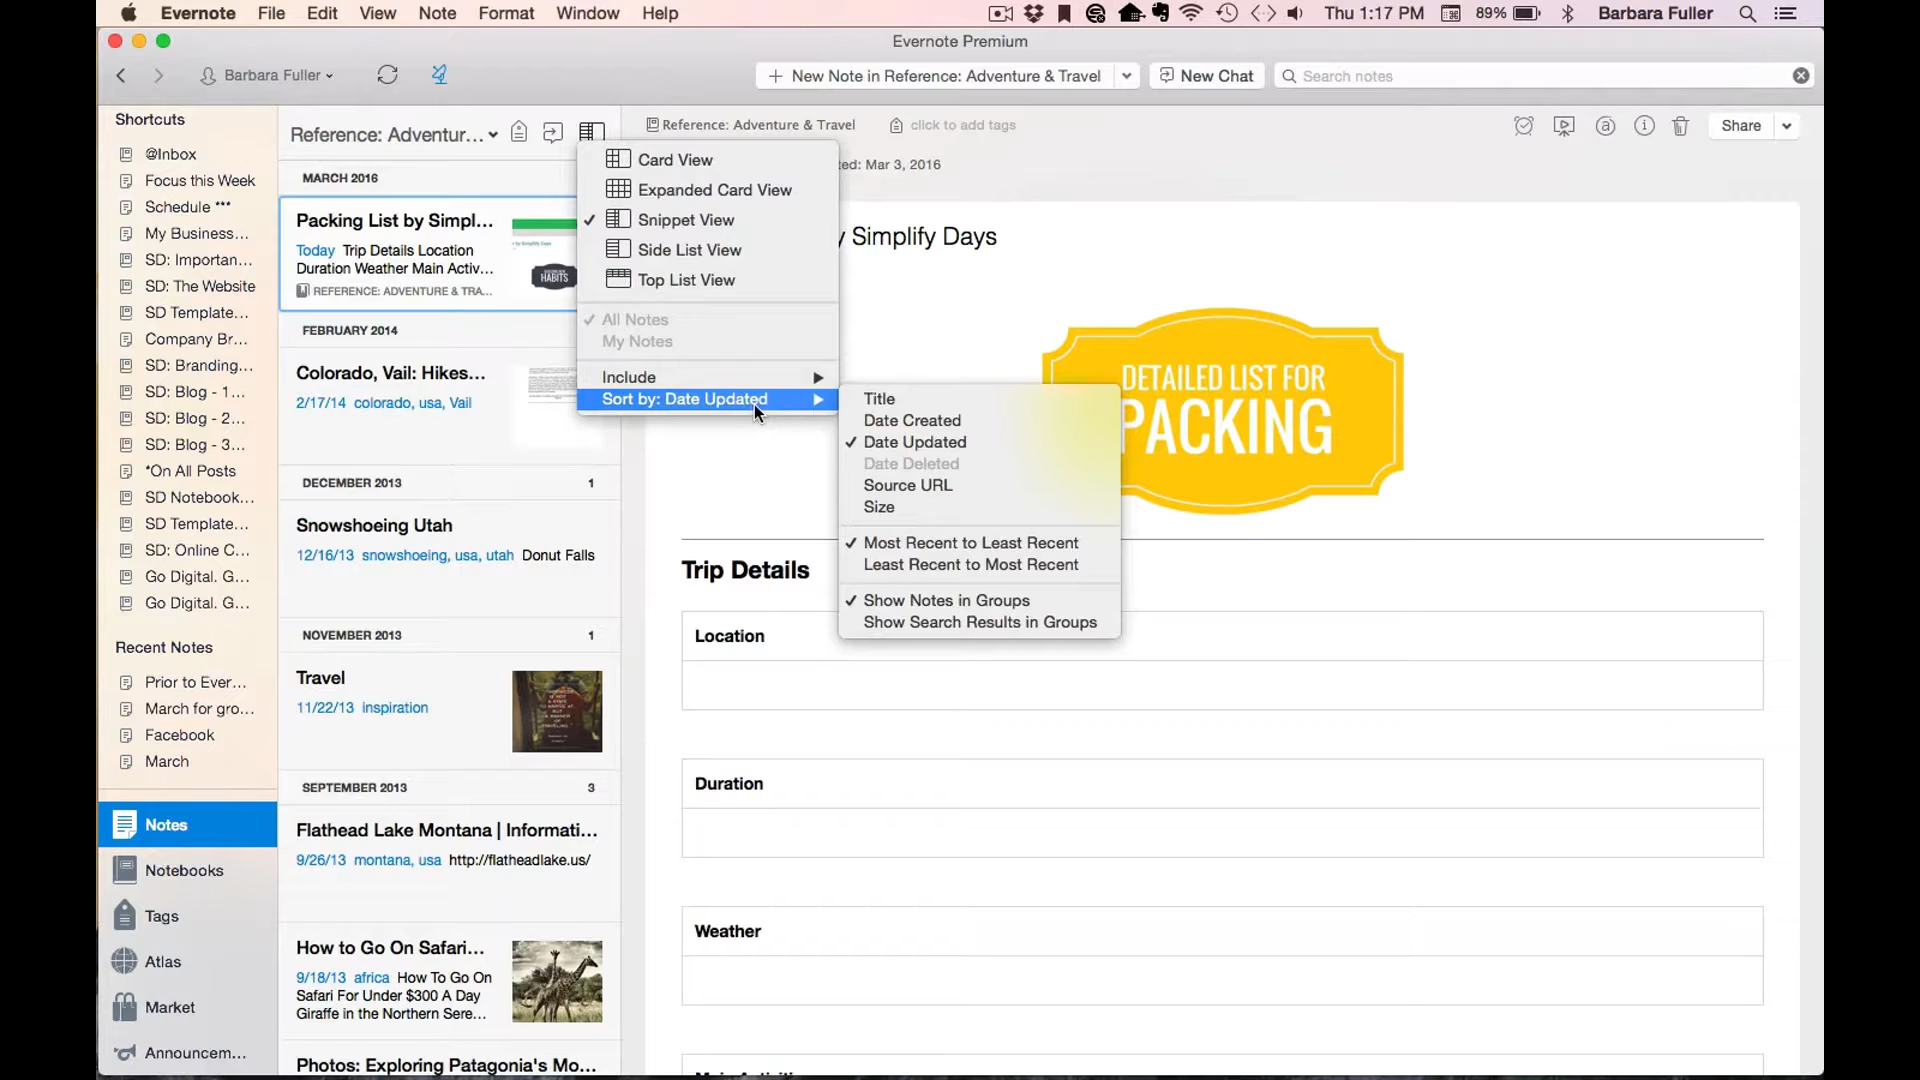 Evernote File Edit View Note Format Window Help
Thu 1:17 PM 89% Barbara Fuller
Evernote Premium
Barbara Fuller
New Note in Reference: Adventure & Travel
New Chat
Search notes
Shortcuts
@Inbox
Focus this Week
Schedule ***
My Business...
SD: Importan...
SD: The Website
SD Template...
Company Br...
SD: Branding...
SD: Blog - 1...
SD: Blog - 2...
SD: Blog - 3...
*On All Posts
SD Notebook...
SD Template...
SD: Online C...
Go Digital. G...
Go Digital. G...
Recent Notes
Prior to Ever...
March for gro...
Facebook
March
Notes
Notebooks
Tags
Atlas
Market
Announcem...
Reference: Adventur...
MARCH 2016
Packing List by Simpl...
Today Trip Details Location
Duration Weather Main Activ...
REFERENCE: ADVENTURE & TRA...
HABITS
FEBRUARY 2014
Colorado, Vail: Hikes...
2/17/14 colorado, usa, Vail
DECEMBER 2013 1
Snowshoeing Utah
12/16/13 snowshoeing, usa, utah Donut Falls
NOVEMBER 2013 1
Travel
11/22/13 inspiration
SEPTEMBER 2013 3
Flathead Lake Montana | Informati...
9/26/13 montana, usa http://flatheadlake.us/
How to Go On Safari...
9/18/13 africa How To Go On
Safari For Under $300 A Day
Giraffe in the Northern Sere...
Photos: Exploring Patagonia's Mo...
Card View
Expanded Card View
Snippet View
Side List View
Top List View
All Notes
My Notes
Include
Sort by: Date Updated
Title
Date Created
Date Updated
Date Deleted
Source URL
Size
Most Recent to Least Recent
Least Recent to Most Recent
Show Notes in Groups
Show Search Results in Groups
Reference: Adventure & Travel
click to add tags
Share
Mar 3, 2016
Simplify Days
DETAILED LIST FOR
PACKING
Trip Details
Location
Duration
Weather